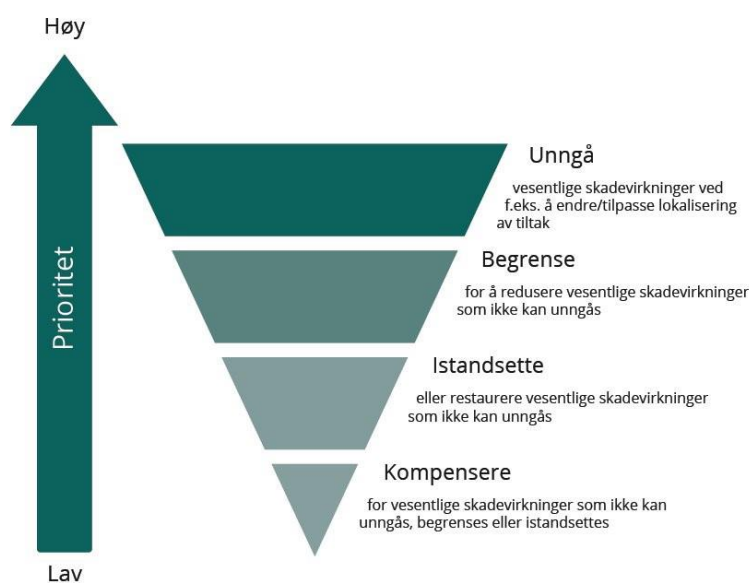 Høy
Prioritet
Unngå
vesentlige skadevirkninger ved
f.eks. å endre/tilpasse lokalisering
av tiltak
Begrense
for å redusere vesentlige skadevirkninger
som ikke kan unngås
Istandsette
eller restaurere vesentlige skadevirkninger
som ikke kan unngås
Kompensere
for vesentlige skadevirkninger som ikke kan
unngås, begrenses eller istandsettes
Lav